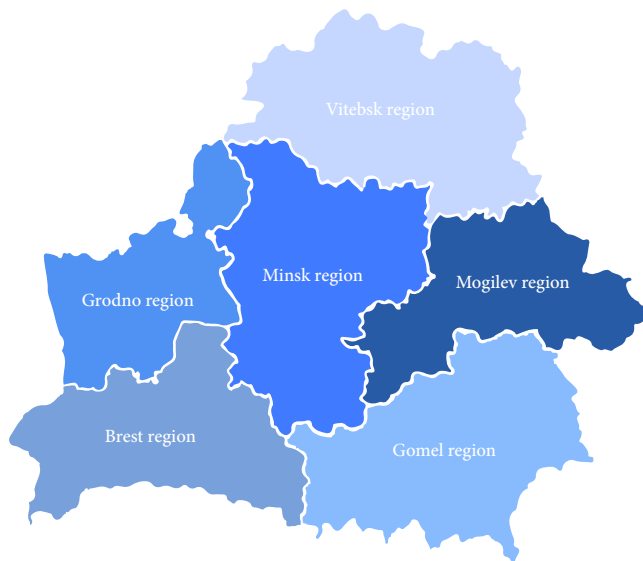 Vitebsk region
Minsk region
Mogilev region
Grodno region
Brest region
Gomel region